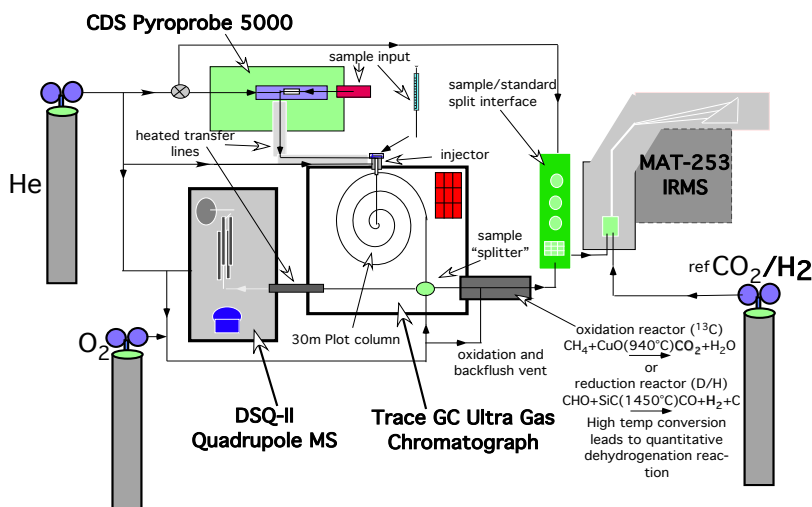 CDS Pyroprobe 5000
sample input
sample/standard
split interface
heated transfer
lines
injector
He
MAT-253
IRMS
sample
“splitter”
ref CO2/H2
30m Plot column
O2
oxidation and
backflush vent
oxidation reactor (13C)
CH4+CuO(940°C)CO2+H2O
or
reduction reactor (D/H)
CHO+SiC(1450°C)CO+H2+C
High temp conversion
leads to quantitative
dehydrogenation reac-
tion
DSQ-II
Quadrupole MS
Trace GC Ultra Gas
Chromatograph